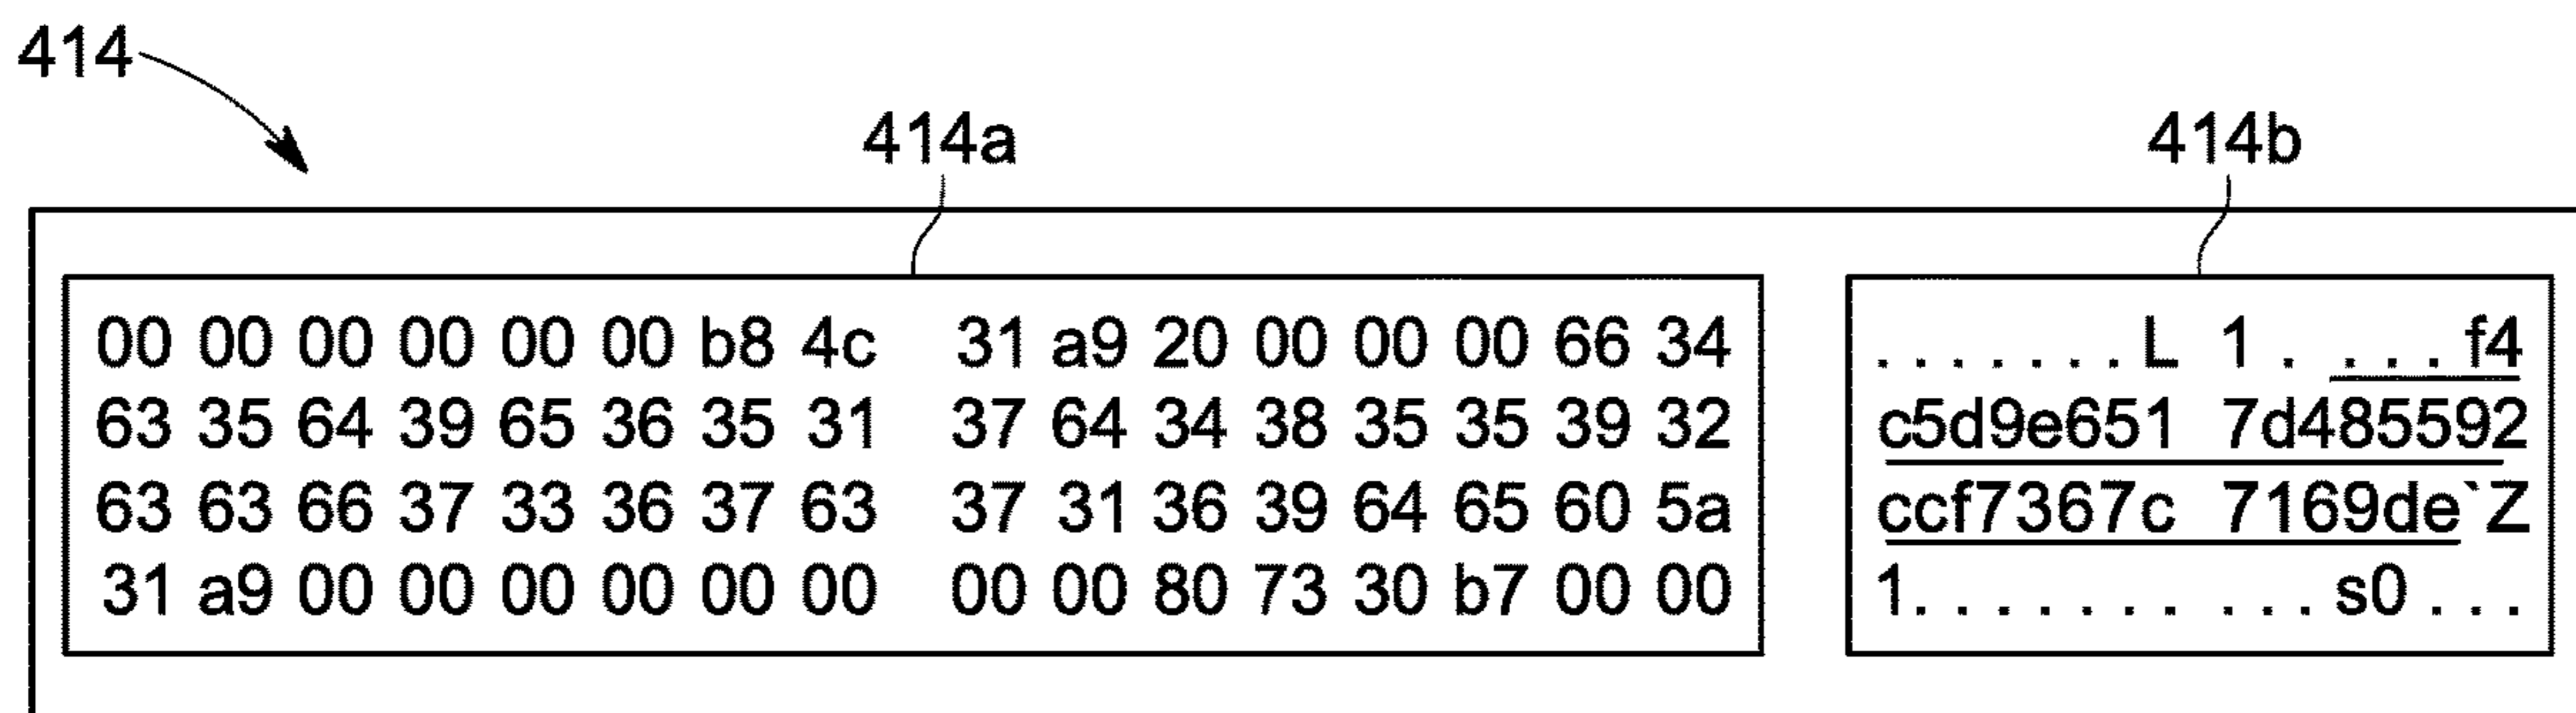 414
414a
414b
00 00 00 00 00 00 b8 4c 31 a9 20 00 00 00 66 34
63 35 64 39 65 36 35 31 37 64 34 38 35 35 39 32
63 63 66 37 33 36 37 63 37 31 36 39 64 65 60 5a
31 a9 00 00 00 00 00 00 00 00 80 73 30 b7 00 00
. . . . . . . L 1 . . . . f4
c5d9e651 7d485592
ccf7367c 7169de`Z
1. . . . . . . . . . s0 . . .